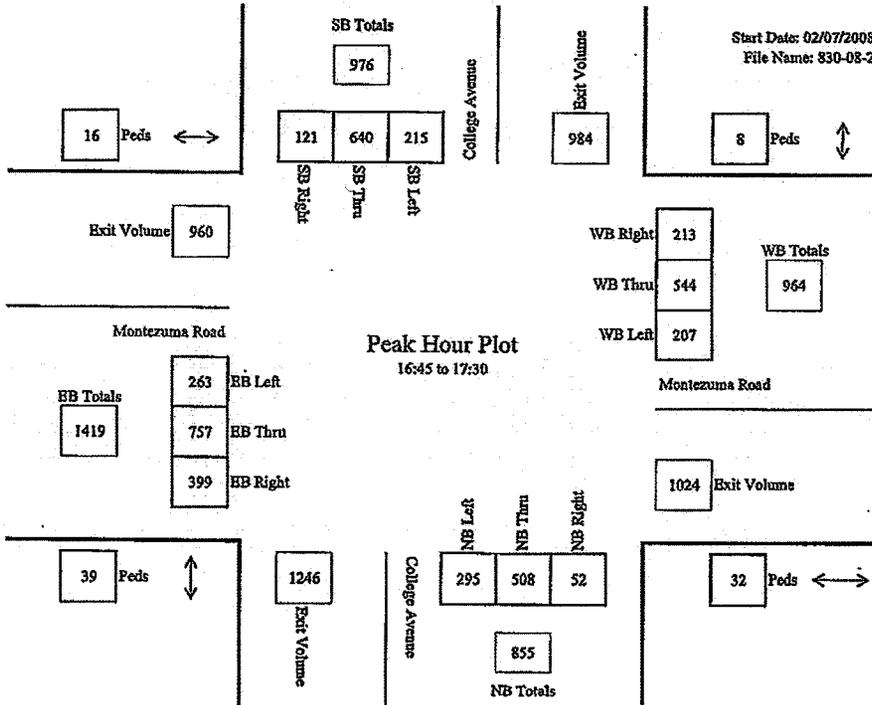 SB Totals
976
Start Date: 02/07/2008
File Name: 830-08-2
College Avenue
Exit Volume
984
16 Peds
121 640 215
8 Peds
SB Right
SB Thru
SB Left
Exit Volume 960
WB Right 213
WB Thru 544
WB Left 207
WB Totals
964
Montezuma Road
Peak Hour Plot
16:45 to 17:30
EB Totals
1419
263 EB Left
757 EB Thru
399 EB Right
Montezuma Road
1024 Exit Volume
NB Left
NB Thru
NB Right
39 Peds
1246
Exit Volume
College Avenue
295 508 52
32 Peds
855
NB Totals